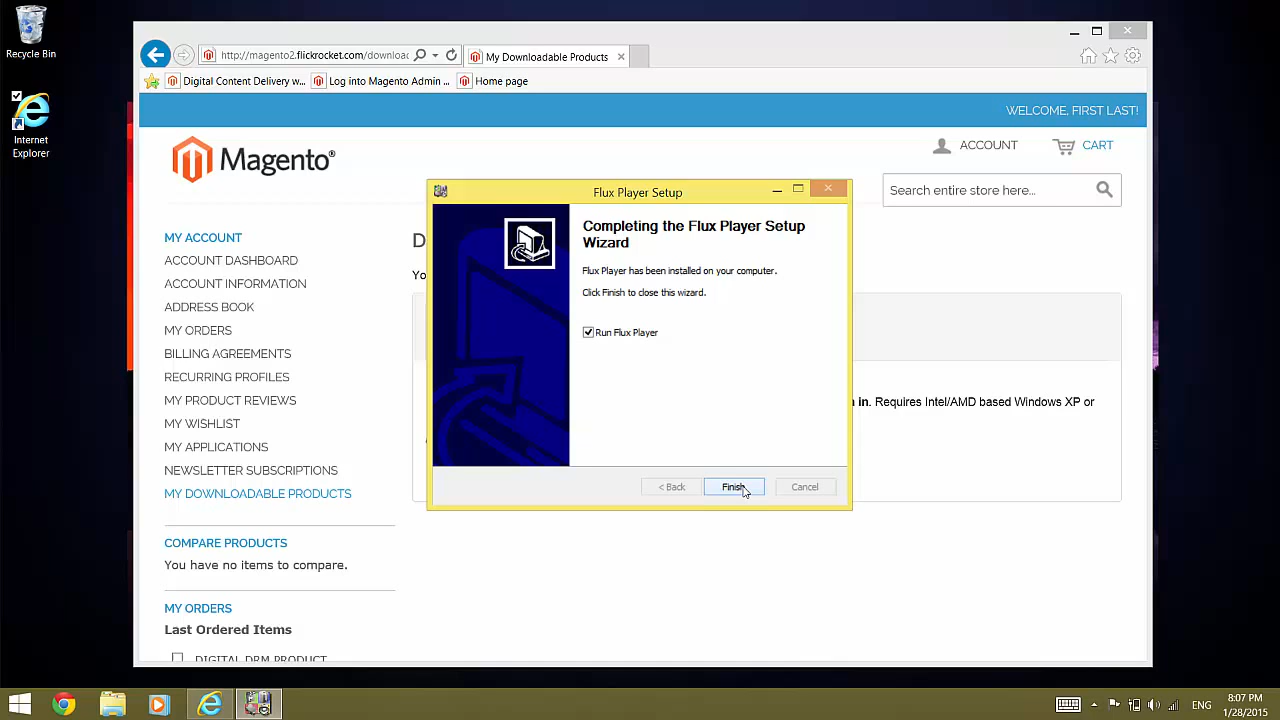 Recycle Bin
Internet
Explorer
http://magento2.flickrocket.com/downloac
My Downloadable Products
Digital Content Delivery w...
Log into Magento Admin ...
Home page
WELCOME, FIRST LAST!
Magento®
ACCOUNT
CART
Search entire store here...
MY ACCOUNT
ACCOUNT DASHBOARD
ACCOUNT INFORMATION
ADDRESS BOOK
MY ORDERS
BILLING AGREEMENTS
RECURRING PROFILES
MY PRODUCT REVIEWS
MY WISHLIST
MY APPLICATIONS
NEWSLETTER SUBSCRIPTIONS
MY DOWNLOADABLE PRODUCTS
COMPARE PRODUCTS
You have no items to compare.
MY ORDERS
Last Ordered Items
DIGITAL DRM PRODUCT
D
Yo
in. Requires Intel/AMD based Windows XP or
Flux Player Setup
Completing the Flux Player Setup
Wizard
Flux Player has been installed on your computer.
Click Finish to close this wizard.
Run Flux Player
< Back
Finish
Cancel
ENG
8:07 PM
1/28/2015